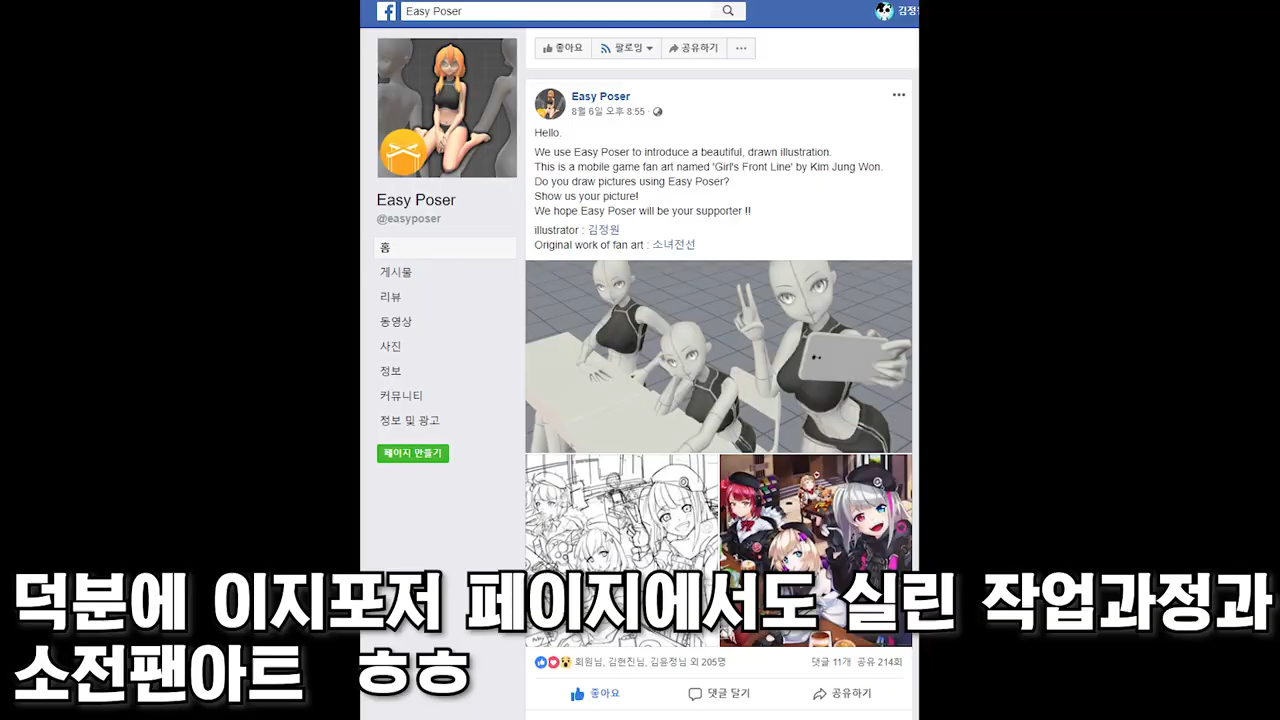 Easy Poser
김정원
좋아요
팔로잉
공유하기
Easy Poser
8월 6일 오후 8:55
Hello.
We use Easy Poser to introduce a beautiful, drawn illustration.
This is a mobile game fan art named 'Girl's Front Line' by Kim Jung Won.
Do you draw pictures using Easy Poser?
Show us your picture!
We hope Easy Poser will be your supporter !!
illustrator : 김정원
Original work of fan art : 소녀전선
Easy Poser
@easyposer
홈
게시물
리뷰
동영상
사진
정보
커뮤니티
정보 및 광고
페이지 만들기
덕분에 이지포저 페이지에서도 실린 작업과정과
소전팬아트 ㅎㅎ
회원님, 김현진님, 김윤정님 외 205명
댓글 11개 공유 214회
좋아요
댓글 달기
공유하기